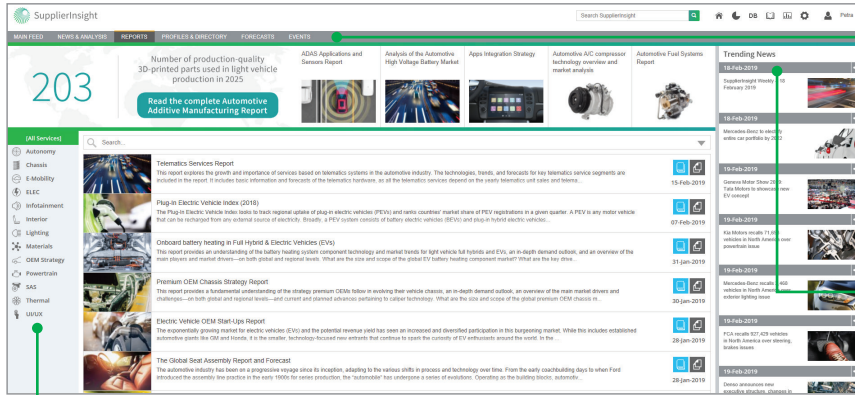 SupplierInsight
Search SupplierInsight
DB
Petra
MAIN FEED NEWS & ANALYSIS REPORTS PROFILES & DIRECTORY FORECASTS EVENTS
203
Number of production-quality
3D-printed parts used in light vehicle
production in 2025
Read the complete Automotive
Additive Manufacturing Report
ADAS Applications and
Sensors Report
Analysis of the Automotive
High Voltage Battery Market
Apps Integration Strategy
Automotive A/C compressor
technology overview and
market analysis
Automotive Fuel Systems
Report
Trending News
18-Feb-2019
SupplierInsight Weekly 18
February 2019
18-Feb-2019
Mercedes-Benz to electrify
entire car portfolio by 2022
19-Feb-2019
Geneva Motor Show 2019:
Tata Motors to showcase new
EV concept
19-Feb-2019
Kia Motors recalls
vehicles in North America over
powertrain issue
19-Feb-2019
Mercedes-Benz recalls
vehicles in North America over
exterior lighting issue
19-Feb-2019
FCA recalls 827,429 vehicles
in North America over steering,
brakes issues
19-Feb-2019
Denso announces new
executive structure, changes in
(All Services)
Autonomy
Chassis
E-Mobility
ELEC
Infotainment
Interior
Lighting
Materials
OEM Strategy
Powertrain
SAS
Thermal
UI/UX
Search...
Telematics Services Report
This report explores the growth and importance of services based on telematics systems in the automotive industry. The technologies, trends, and forecasts for key telematics service segments are
included in the report. It includes basic information and forecasts of the telematics hardware, as all the telematics services depend on the yearly telematics unit sales and telema...
15-Feb-2019
Plug-In Electric Vehicle Index (2018)
The Plug-In Electric Vehicle Index looks to track regional uptake of plug-in electric vehicles (PEVs) and ranks countries' market share of PEV registrations in a given quarter. A PEV is any motor vehicle
that can be recharged from any external source of electricity. Broadly, a PEV system consists of battery electric vehicles (BEVs) and plug-in hybrid electric vehicles...
07-Feb-2019
Onboard battery heating in Full Hybrid & Electric Vehicles (EVs)
This report provides an understanding of the battery heating system component technology and market trends for light vehicle full hybrids and EVs, an in-depth demand outlook, and an overview of the
main players and market drivers—on both global and regional levels. What are the size and scope of the global EV battery heating component market? What are the key drive...
31-Jan-2019
Premium OEM Chassis Strategy Report
This report provides a fundamental understanding of the strategy premium OEMs follow in evolving their vehicle chassis, an in-depth demand outlook, an overview of the main market drivers and
challenges—on both global and regional levels—and current and planned advances pertaining to caliper technology. What are the size and scope of the global premium OEM chassis m...
30-Jan-2019
Electric Vehicle OEM Start-Ups Report
The exponentially growing market for electric vehicles (EVs) and the potential revenue yield has seen an increased and diversified participation in this burgeoning market. While this includes established
automotive giants like GM and Honda, it is the smaller, technology-focused new entrants that continue to spark the curiosity of EV enthusiasts around the world. In the ...
28-Jan-2019
The Global Seat Assembly Report and Forecast
The automotive industry has been on a progressive voyage since its inception, adapting to the various shifts in process and technology over time. From the early coachbuilding days to when Ford
introduced the assembly line practice in the early 1900s for series production, the "automobile" has undergone a series of evolutions. Operating as the building blocks, automotiv...
28-Jan-2019